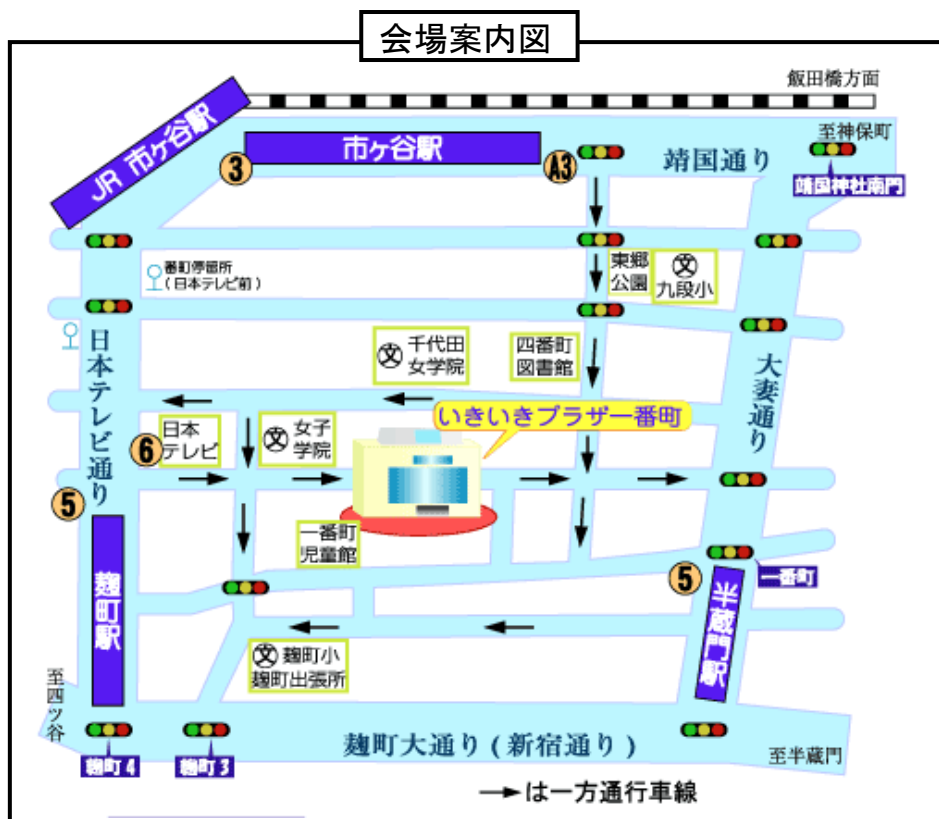 会場案内図
飯田橋方面
至神保町
JR 市ヶ谷駅
市ヶ谷駅
3
A3
靖国通り
靖国神社南門
番町停留所
(日本テレビ前)
東郷
公園
文
九段小
日本テレビ通り
文
千代田
女学院
四番町
図書館
大妻通り
いきいきプラザ一番町
6
日本
テレビ
文
女子
学院
5
一番町
児童館
麹町駅
5
一番町
半蔵門駅
文
麹町小
麹町出張所
至四ツ谷
麹町4
麹町3
麹町大通り(新宿通り)
至半蔵門
→は一方通行車線